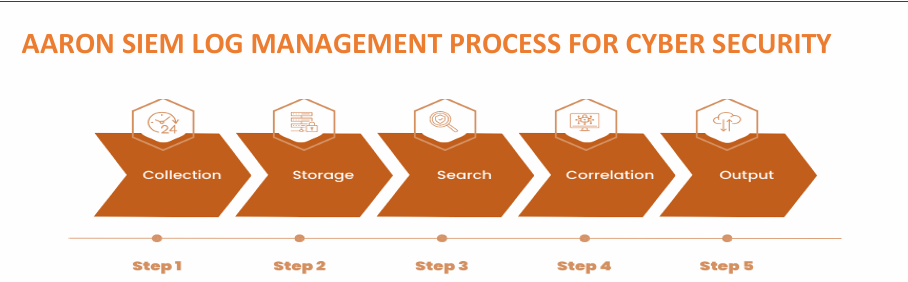 AARON SIEM LOG MANAGEMENT PROCESS FOR CYBER SECURITY
24
Collection Storage Search Correlation Output
Step 1 Step 2 Step 3 Step 4 Step 5